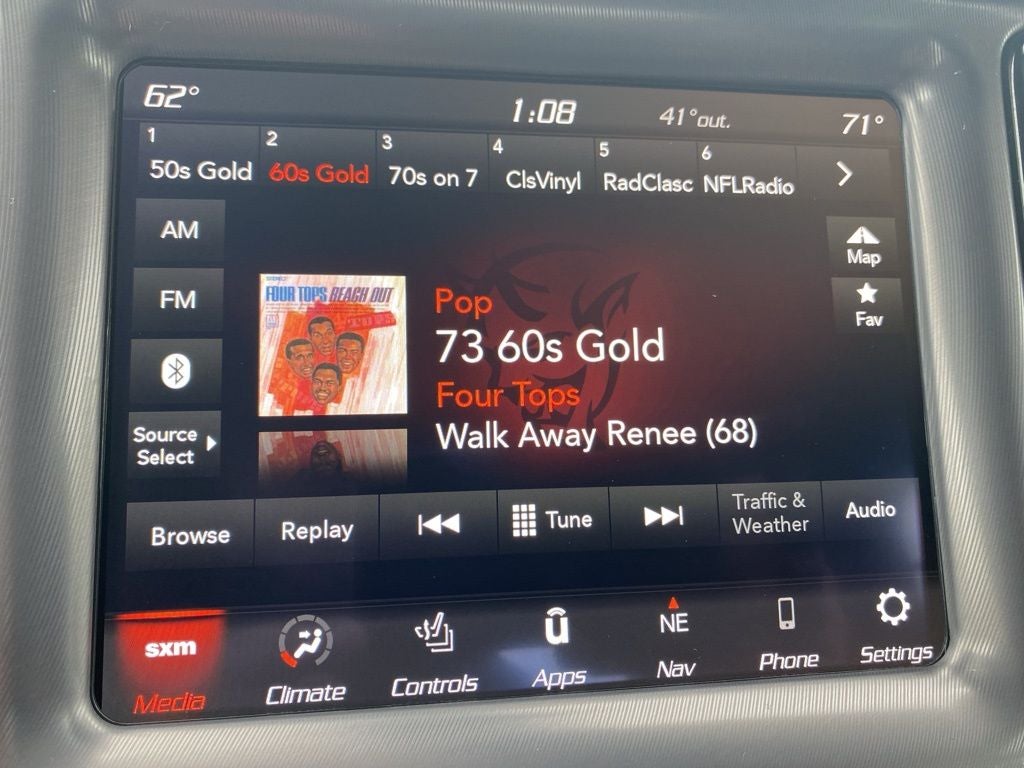 62°
1:08
41°out.
71°
1
50s Gold
2
60s Gold
3
70s on 7
4
ClsVinyl
5
RadClasc
6
NFLRadio
AM
FM
Source
Select
Map
Fav
FOUR TOPS REACH OUT
Pop
73 60s Gold
Four Tops
Walk Away Renee (68)
Browse
Replay
Tune
Traffic &
Weather
Audio
sxm
Media
Climate
Controls
u
Apps
NE
Nav
Phone
Settings